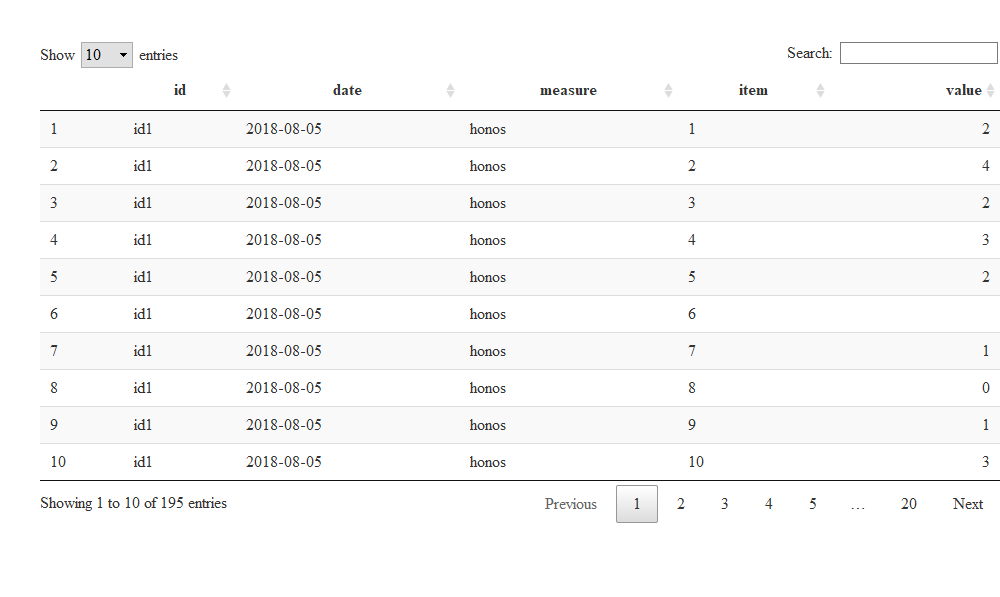 Show 10 entries Search:
id date measure item value
1 id1 2018-08-05 honos 1 2
2 id1 2018-08-05 honos 2 4
3 id1 2018-08-05 honos 3 2
4 id1 2018-08-05 honos 4 3
5 id1 2018-08-05 honos 5 2
6 id1 2018-08-05 honos 6
7 id1 2018-08-05 honos 7 1
8 id1 2018-08-05 honos 8 0
9 id1 2018-08-05 honos 9 1
10 id1 2018-08-05 honos 10 3
Showing 1 to 10 of 195 entries Previous 1 2 3 4 5 … 20 Next